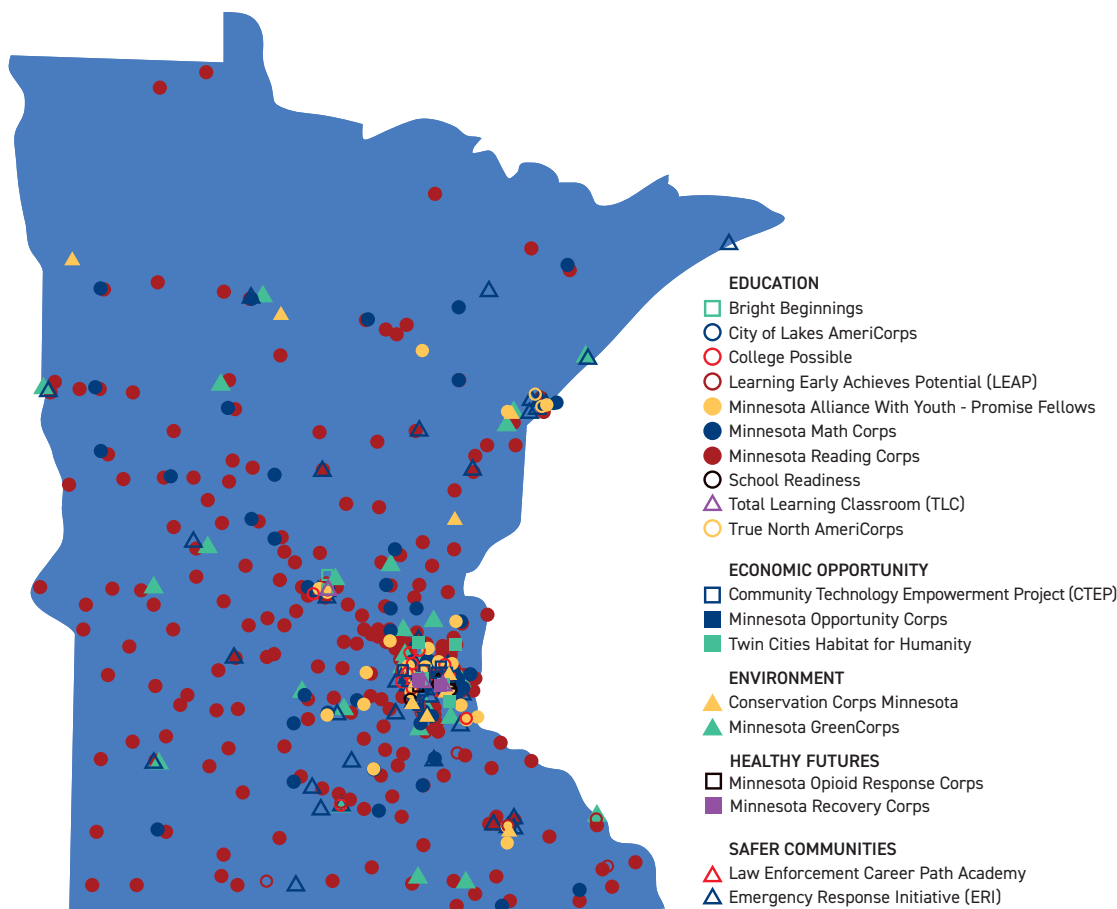 EDUCATION
Bright Beginnings
City of Lakes AmeriCorps
College Possible
Learning Early Achieves Potential (LEAP)
Minnesota Alliance With Youth - Promise Fellows
Minnesota Math Corps
Minnesota Reading Corps
School Readiness
Total Learning Classroom (TLC)
True North AmeriCorps
ECONOMIC OPPORTUNITY
Community Technology Empowerment Project (CTEP)
Minnesota Opportunity Corps
Twin Cities Habitat for Humanity
ENVIRONMENT
Conservation Corps Minnesota
Minnesota GreenCorps
HEALTHY FUTURES
Minnesota Opioid Response Corps
Minnesota Recovery Corps
SAFER COMMUNITIES
Law Enforcement Career Path Academy
Emergency Response Initiative (ERI)